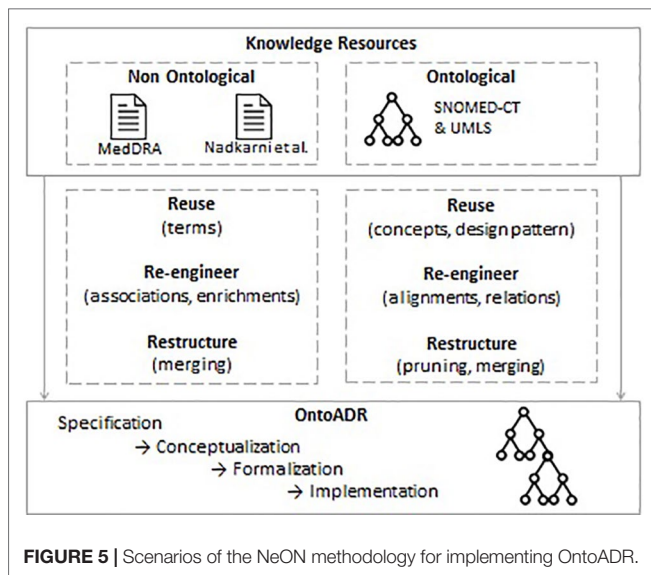 Knowledge Resources
Non Ontological
MedDRA
Nadkarni et al.
Ontological
SNOMED-CT
& UMLS
Reuse
(terms)
Re-engineer
(associations, enrichments)
Restructure
(merging)
Reuse
(concepts, design pattern)
Re-engineer
(alignments, relations)
Restructure
(pruning, merging)
OntoADR
Specification
→ Conceptualization
→ Formalization
→ Implementation
FIGURE 5 | Scenarios of the NeON methodology for implementing OntoADR.